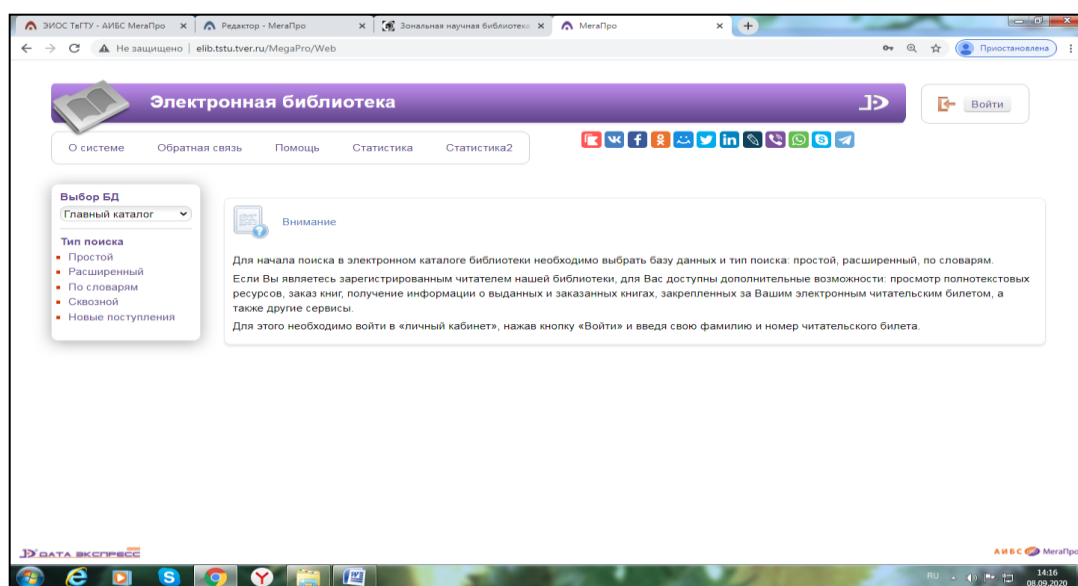 ЭИОС ТвГТУ - АИБС МегаПро
Редактор - МегаПро
Зональная научная библиотека
МегаПро
Не защищено | elib.tstu.tver.ru/MegaPro/Web
Приостановлена
Электронная библиотека
Войти
О системе Обратная связь Помощь Статистика Статистика2
Выбор БД
Главный каталог
Тип поиска
Простой
Расширенный
По словарям
Сквозной
Новые поступления
Внимание
Для начала поиска в электронном каталоге библиотеки необходимо выбрать базу данных и тип поиска: простой, расширенный, по словарям.
Если Вы являетесь зарегистрированным читателем нашей библиотеки, для Вас доступны дополнительные возможности: просмотр полнотекстовых
ресурсов, заказ книг, получение информации о выданных и заказанных книгах, закрепленных за Вашим электронным читательским билетом, а
также другие сервисы.
Для этого необходимо войти в «личный кабинет», нажав кнопку «Войти» и введя свою фамилию и номер читательского билета.
ДАТА ЭКСПРЕСС
АИБС МегаПро
RU
14:16
08.09.2020